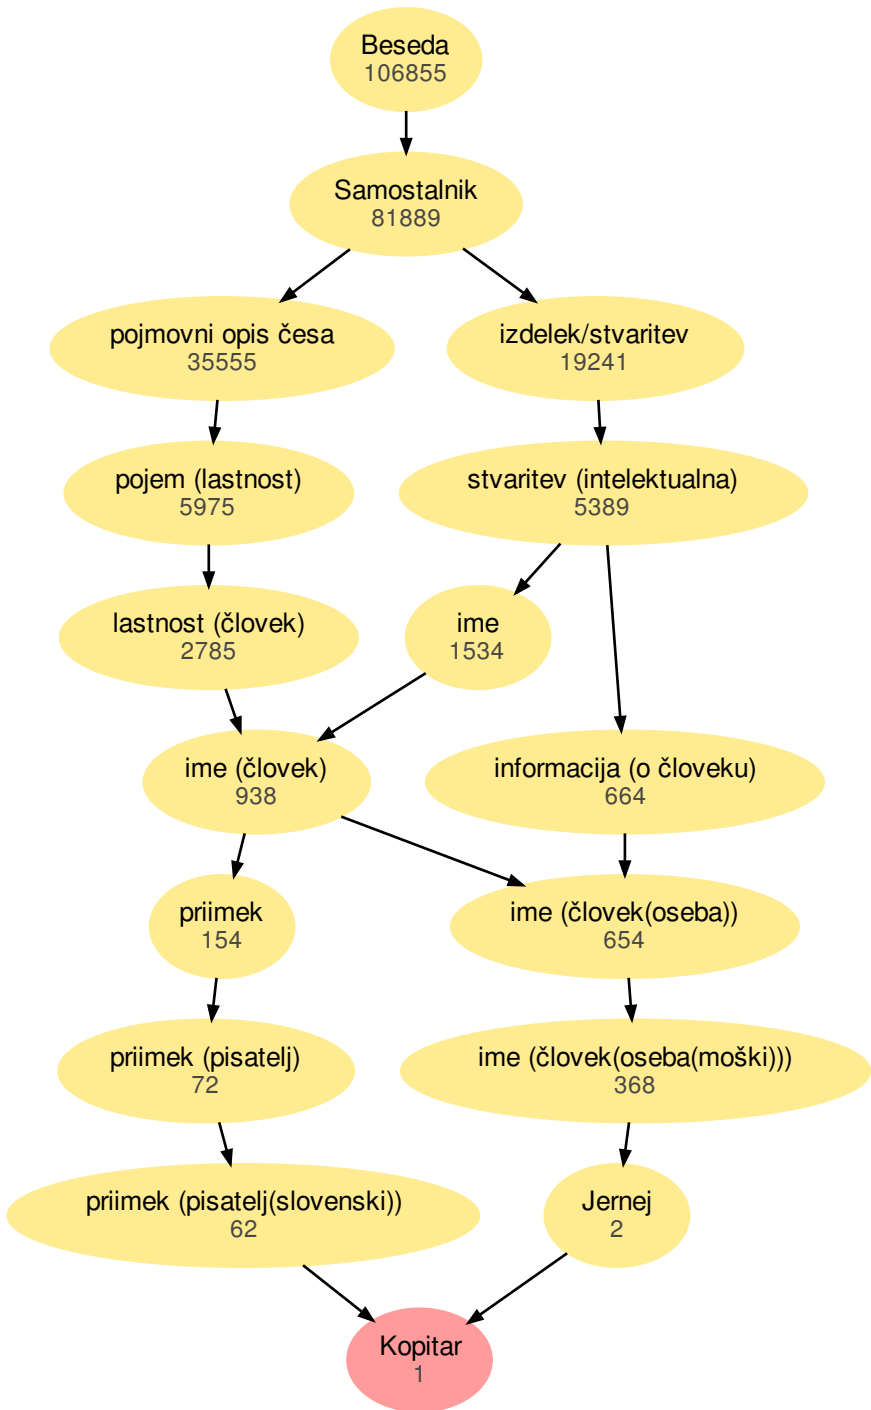 Beseda
106855
Samostalnik
81889
pojmovni opis česa
35555
izdelek/stvaritev
19241
pojem (lastnost)
5975
stvaritev (intelektualna)
5389
lastnost (človek)
2785
ime
1534
ime (človek)
938
informacija (o človeku)
664
priimek
154
ime (človek(oseba))
654
priimek (pisatelj)
72
ime (človek(oseba(moški)))
368
priimek (pisatelj(slovenski))
62
Jernej
2
Kopitar
1